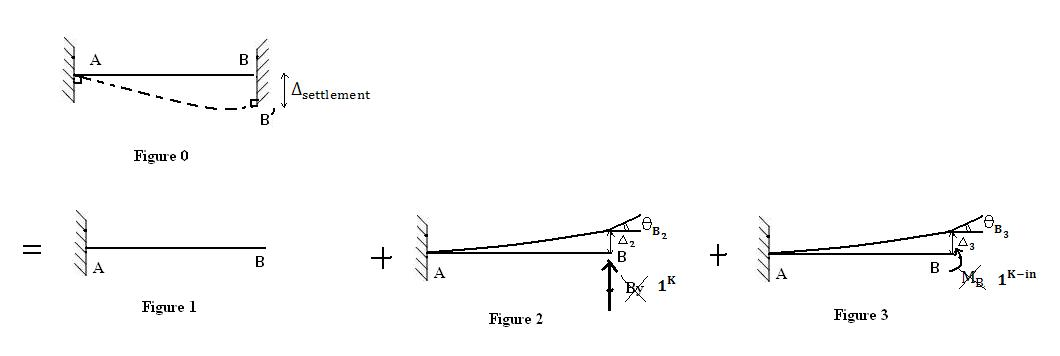 A B
Δsettlement
B'
Figure 0
= A B + A Δ2 θB2 B By 1K + A Δ3 θB3 B MB 1K-in
Figure 1
Figure 2
Figure 3